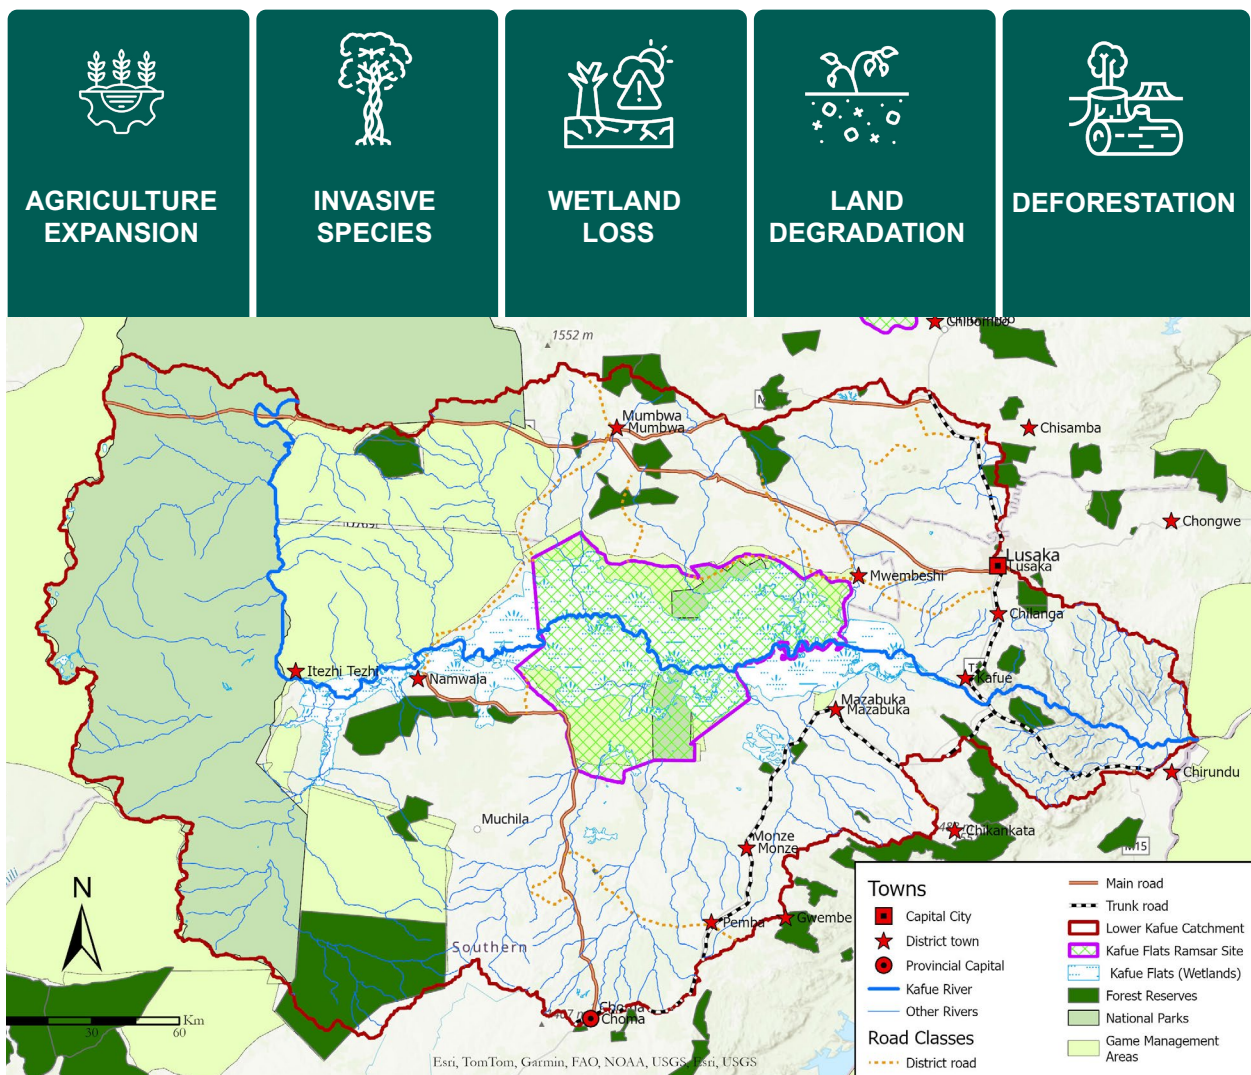 AGRICULTURE
EXPANSION
INVASIVE
SPECIES
WETLAND
LOSS
LAND
DEGRADATION
DEFORESTATION
1552 m
Chibombo
Mumbwa
Mumbwa
Chisamba
Chongwe
Lusaka
Lusaka
Mwembeshi
Chilanga
Itezhi Tezhi
Namwala
Kafue
Mazabuka
Mazabuka
Chirundu
Muchila
Chikankata
M15
Monze
Monze
Pemba
Gwembe
Southern
Choma
Choma
N
30
60
Km
Esri, TomTom, Garmin, FAO, NOAA, USGS, Esri, USGS
Towns
Capital City
District town
Provincial Capital
Kafue River
Other Rivers
Road Classes
District road
Main road
Trunk road
Lower Kafue Catchment
Kafue Flats Ramsar Site
Kafue Flats (Wetlands)
Forest Reserves
National Parks
Game Management
Areas